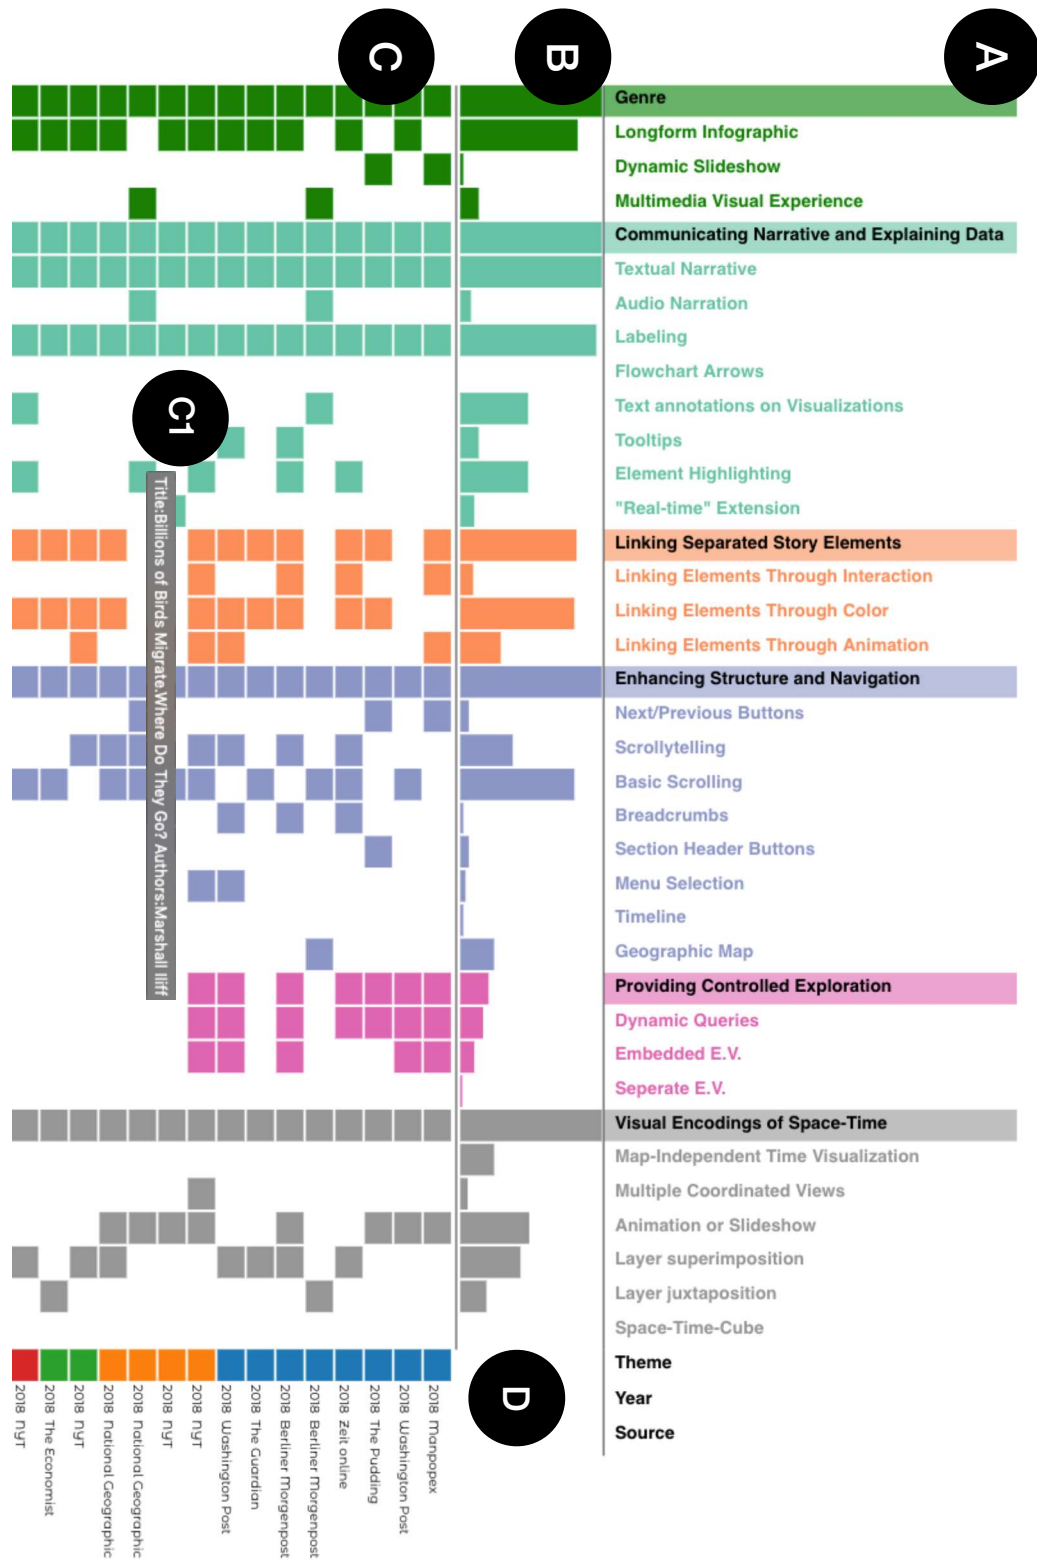 A
B
C
Genre
Longform Infographic
Dynamic Slideshow
Multimedia Visual Experience
Communicating Narrative and Explaining Data
Textual Narrative
Audio Narration
Labeling
Flowchart Arrows
Text annotations on Visualizations
Tooltips
Element Highlighting
"Real-time" Extension
Linking Separated Story Elements
Linking Elements Through Interaction
Linking Elements Through Color
Linking Elements Through Animation
Enhancing Structure and Navigation
Next/Previous Buttons
Scrollytelling
Basic Scrolling
Breadcrumbs
Section Header Buttons
Menu Selection
Timeline
Geographic Map
Providing Controlled Exploration
Dynamic Queries
Embedded E.V.
Seperate E.V.
Visual Encodings of Space-Time
Map-Independent Time Visualization
Multiple Coordinated Views
Animation or Slideshow
Layer superimposition
Layer juxtaposition
Space-Time-Cube
Theme
Year
Source
C1
Title:Billions of Birds Migrate.Where Do They Go? Authors:Marshall Iliff
D
2018 Manpopex
2018 Washington Post
2018 The Pudding
2018 Zeit online
2018 Berliner Morgenpost
2018 Berliner Morgenpost
2018 The Guardian
2018 Washington Post
2018 NYT
2018 NYT
2018 National Geographic
2018 National Geographic
2018 NYT
2018 The Economist
2018 NYT